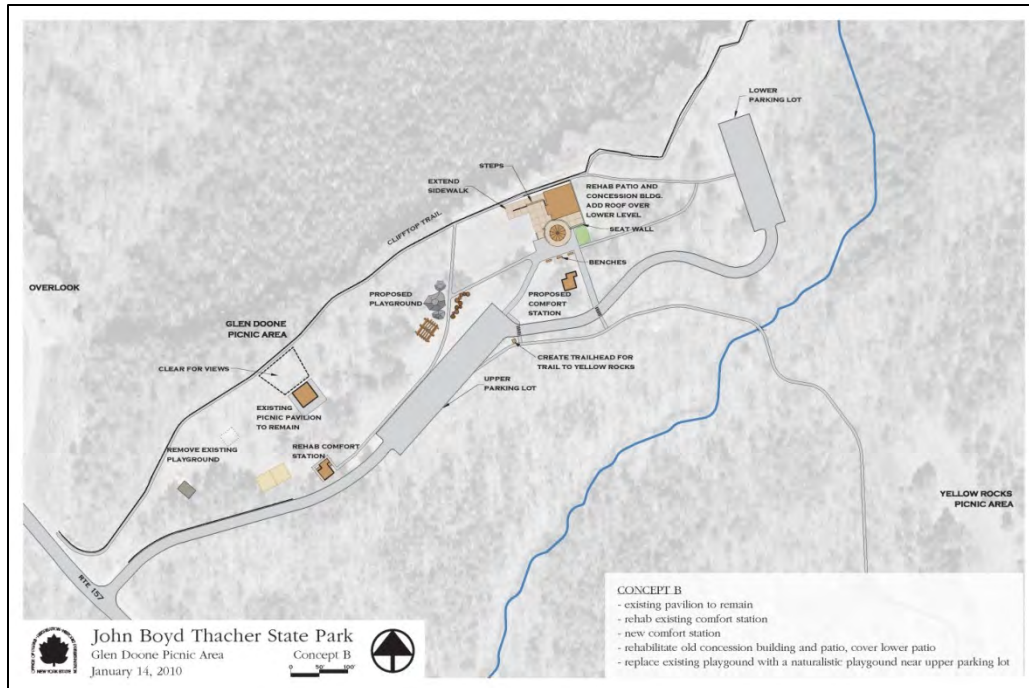 LOWER
PARKING LOT
STEPS
EXTEND
SIDEWALK
REHAB PATIO AND
CONCESSION BLDG.
ADD ROOF OVER
LOWER LEVEL
SEAT WALL
CLIFFTOP TRAIL
BENCHES
OVERLOOK
PROPOSED
PLAYGROUND
PROPOSED
COMFORT
STATION
GLEN DOONE
PICNIC AREA
CREATE TRAILHEAD FOR
TRAIL TO YELLOW ROCKS
CLEAR FOR VIEWS
UPPER
PARKING LOT
EXISTING
PICNIC PAVILION
TO REMAIN
REMOVE EXISTING
PLAYGROUND
REHAB COMFORT
STATION
YELLOW ROCKS
PICNIC AREA
RTE 157
CONCEPT B
- existing pavilion to remain
- rehab existing comfort station
- new comfort station
- rehabilitate old concession building and patio, cover lower patio
- replace existing playgound with a naturalistic playgound near upper parking lot
John Boyd Thacher State Park
Glen Doone Picnic Area
Concept B
January 14, 2010
0 50' 100'
NEW YORK STATE